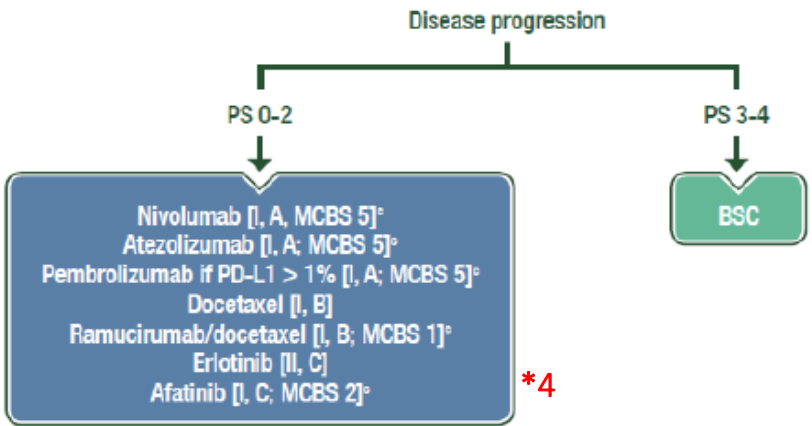 Disease progression
PS 0-2
PS 3-4
Nivolumab [I, A, MCBS 5]ᶜ
Atezolizumab [I, A; MCBS 5]ᶜ
Pembrolizumab if PD-L1 > 1% [I, A; MCBS 5]ᶜ
Docetaxel [I, B]
Ramucirumab/docetaxel [I, B; MCBS 1]ᶜ
Erlotinib [II, C]
Afatinib [I, C; MCBS 2]ᶜ
BSC
*4